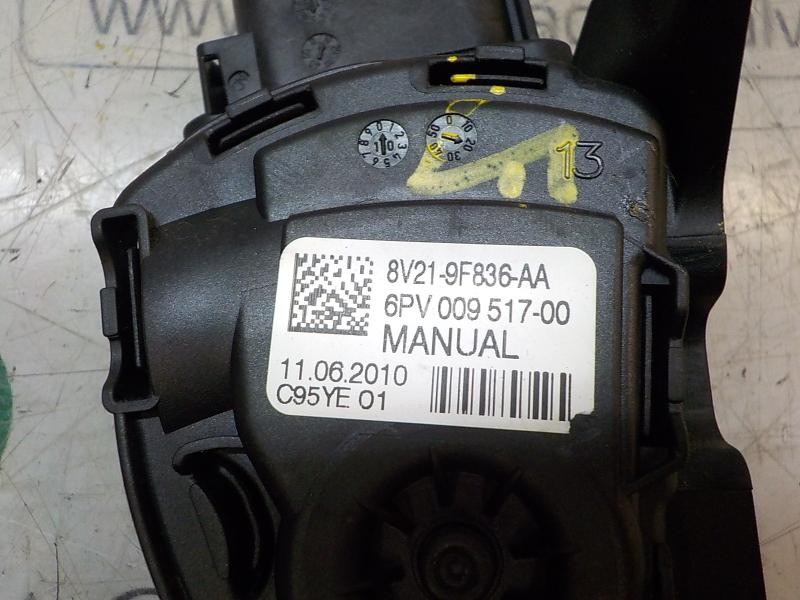 13
8V21-9F836-AA
6PV 009 517-00
MANUAL
11.06.2010
C95YE 01